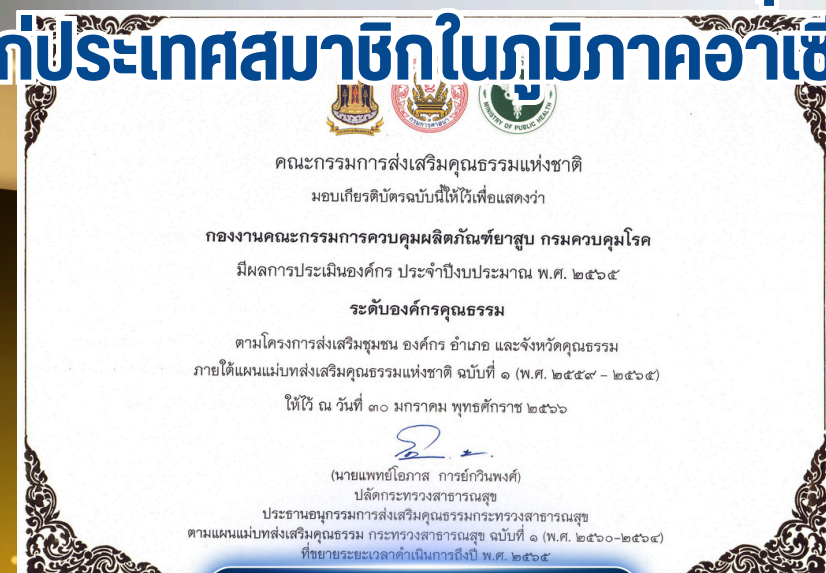 ก่ประเทศสมาชิกในภูมิภาคอาเซี
กรมการศาสนา
MINISTRY OF PUBLIC HEALTH
คณะกรรมการส่งเสริมคุณธรรมแห่งชาติ
มอบเกียรติบัตรฉบับนี้ให้ไว้เพื่อแสดงว่า
กองงานคณะกรรมการควบคุมผลิตภัณฑ์ยาสูบ กรมควบคุมโรค
มีผลการประเมินองค์กร ประจำปีงบประมาณ พ.ศ. ๒๕๖๕
ระดับองค์กรคุณธรรม
ตามโครงการส่งเสริมชุมชน องค์กร อำเภอ และจังหวัดคุณธรรม
ภายใต้แผนแม่บทส่งเสริมคุณธรรมแห่งชาติ ฉบับที่ ๑ (พ.ศ. ๒๕๕๙ - ๒๕๖๕)
ให้ไว้ ณ วันที่ ๓๐ มกราคม พุทธศักราช ๒๕๖๖
(นายแพทย์โอภาส การย์กวินพงศ์)
ปลัดกระทรวงสาธารณสุข
ประธานอนุกรรมการส่งเสริมคุณธรรมกระทรวงสาธารณสุข
ตามแผนแม่บทส่งเสริมคุณธรรม กระทรวงสาธารณสุข ฉบับที่ ๑ (พ.ศ. ๒๕๖๐-๒๕๖๔)
ที่ขยายระยะเวลาดำเนินการถึงปี พ.ศ. ๒๕๖๕